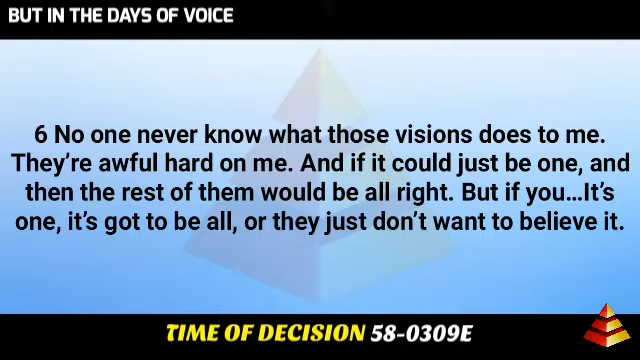 BUT IN THE DAYS OF VOICE
6 No one never know what those visions does to me.
They're awful hard on me. And if it could just be one, and
then the rest of them would be all right. But if you…It's
one, it's got to be all, or they just don't want to believe it.
TIME OF DECISION 58-0309E